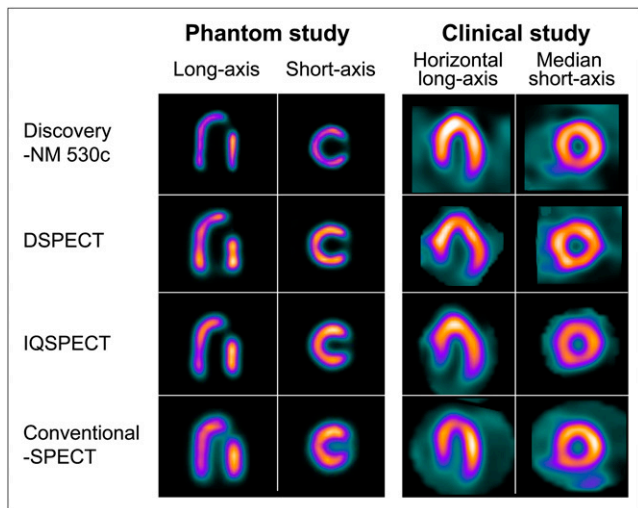 Phantom study
Clinical study
Long-axis
Short-axis
Horizontal
long-axis
Median
short-axis
Discovery
-NM 530c
DSPECT
IQSPECT
Conventional
-SPECT